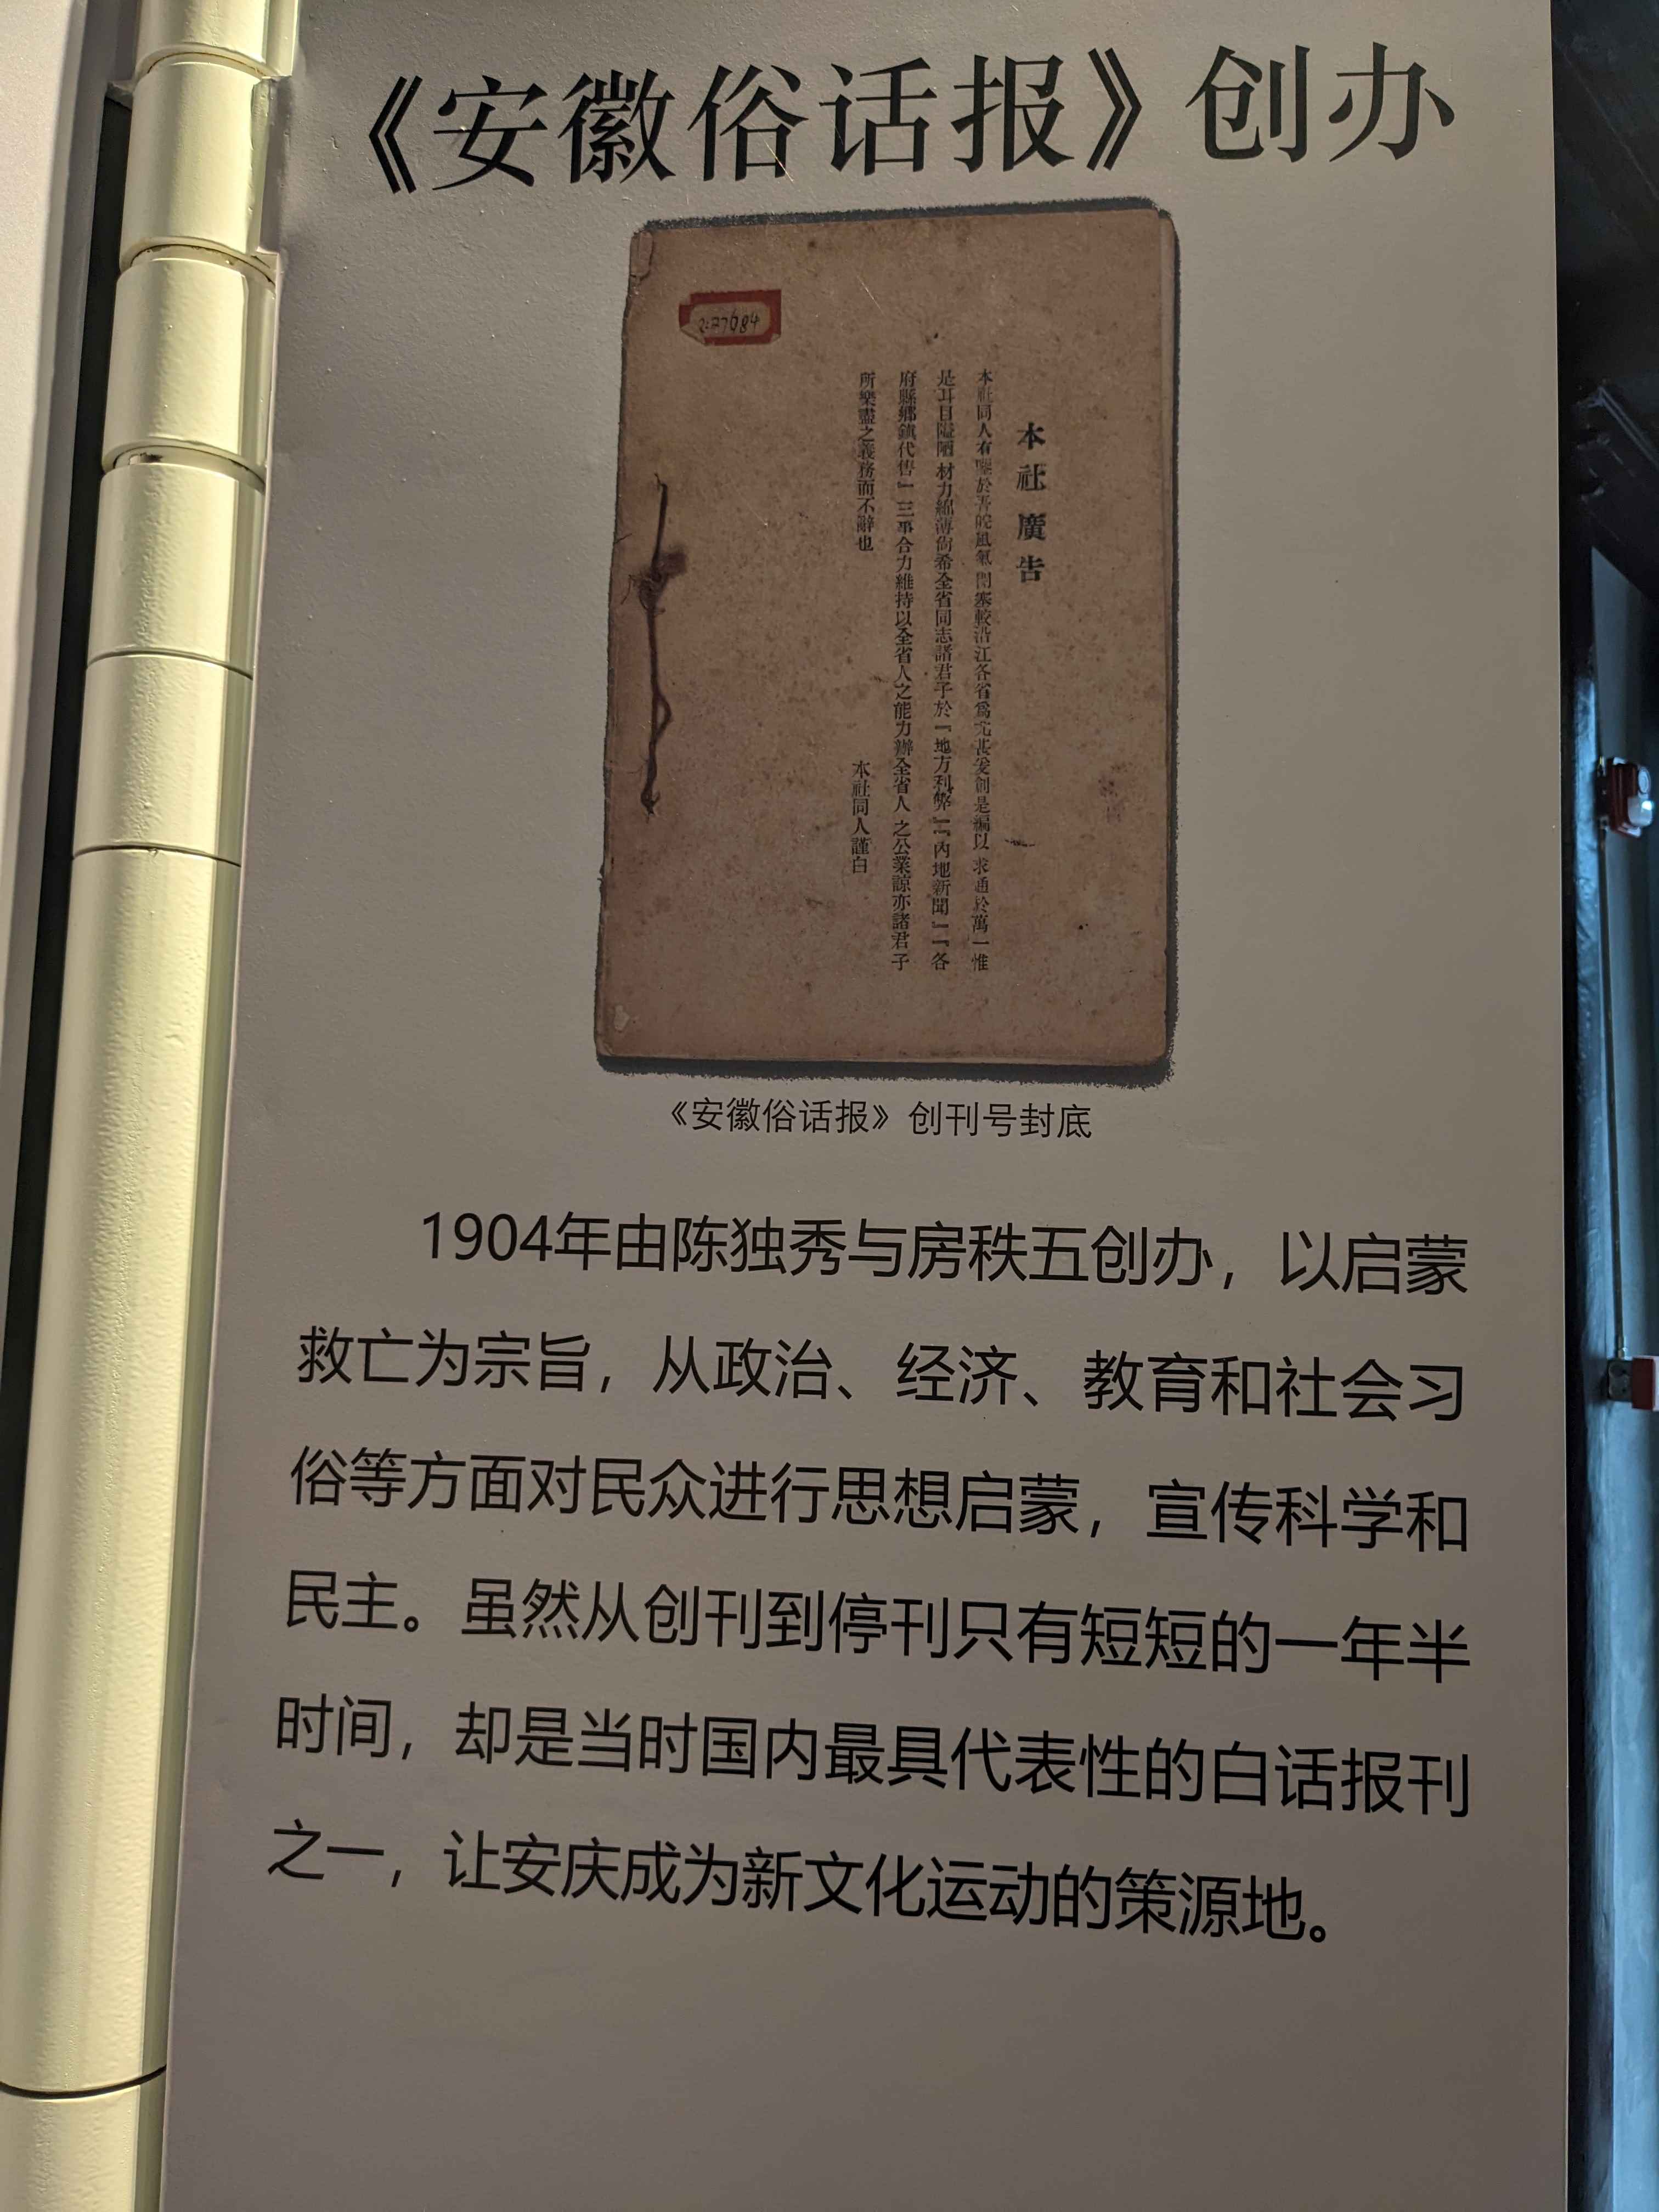 《安徽俗话报》创办
本社廣告
本社同人有慨於吾皖風氣閉塞較沿江各省爲尤甚爰創是編以求通於萬一惟
是耳目隘陋材力綿薄尙希全省同志諸君子於『地方利弊』『內地新聞』『各
府縣鄉鎮代售』三事合力維持以全省人之能力辦全省人之公業諒亦諸君子
所樂盡之義務而不辭也
本社同人謹白
《安徽俗话报》创刊号封底
1904年由陈独秀与房秩五创办，以启蒙
救亡为宗旨，从政治、经济、教育和社会习
俗等方面对民众进行思想启蒙，宣传科学和
民主。虽然从创刊到停刊只有短短的一年半
时间，却是当时国内最具代表性的白话报刊
之一，让安庆成为新文化运动的策源地。